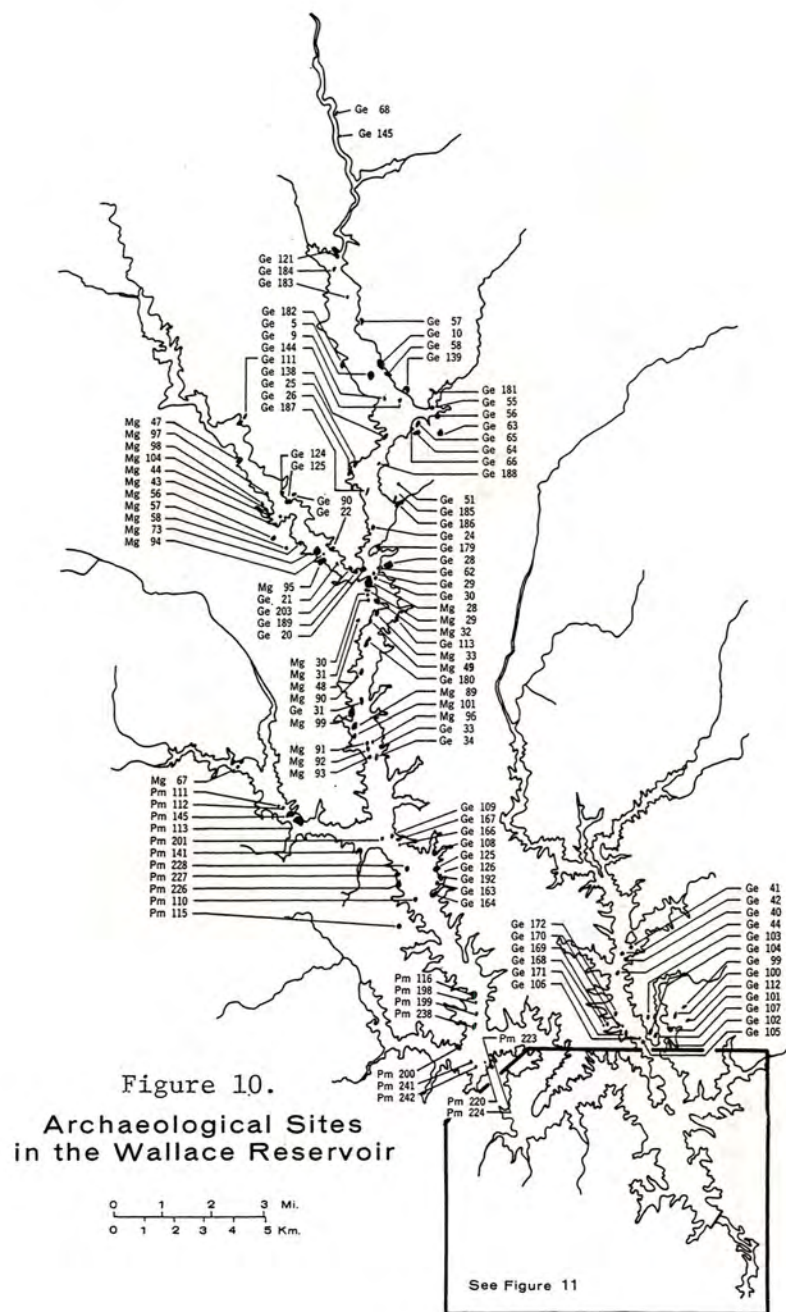 Ge 68
Ge 145
Ge 121
Ge 184
Ge 183
Ge 182
Ge 5
Ge 9
Ge 144
Ge 111
Ge 138
Ge 25
Ge 26
Ge 187
Ge 57
Ge 10
Ge 58
Ge 139
Ge 181
Ge 55
Ge 56
Ge 63
Ge 65
Ge 64
Ge 66
Ge 188
Mg 47
Mg 97
Mg 98
Mg 104
Mg 44
Mg 43
Mg 56
Mg 57
Mg 58
Mg 73
Mg 94
Ge 124
Ge 125
Ge 90
Ge 22
Ge 51
Ge 185
Ge 186
Ge 24
Ge 179
Ge 28
Ge 62
Ge 29
Ge 30
Mg 28
Mg 29
Mg 32
Ge 113
Mg 33
Mg 49
Ge 180
Mg 89
Mg 101
Mg 96
Ge 33
Ge 34
Mg 95
Ge 21
Ge 203
Ge 189
Ge 20
Mg 30
Mg 31
Mg 48
Mg 90
Ge 31
Mg 99
Mg 91
Mg 92
Mg 93
Mg 67
Pm 111
Pm 112
Pm 145
Pm 113
Pm 201
Pm 141
Pm 228
Pm 227
Pm 226
Pm 110
Pm 115
Ge 109
Ge 167
Ge 166
Ge 108
Ge 125
Ge 126
Ge 192
Ge 163
Ge 164
Ge 41
Ge 42
Ge 40
Ge 44
Ge 103
Ge 104
Ge 99
Ge 100
Ge 112
Ge 101
Ge 107
Ge 102
Ge 105
Ge 172
Ge 170
Ge 169
Ge 168
Ge 171
Ge 106
Pm 116
Pm 198
Pm 199
Pm 238
Pm 223
Pm 200
Pm 241
Pm 242
Pm 220
Pm 224
Figure 10.
Archaeological Sites
in the Wallace Reservoir
0 1 2 3 Mi.
0 1 2 3 4 5 Km.
See Figure 11